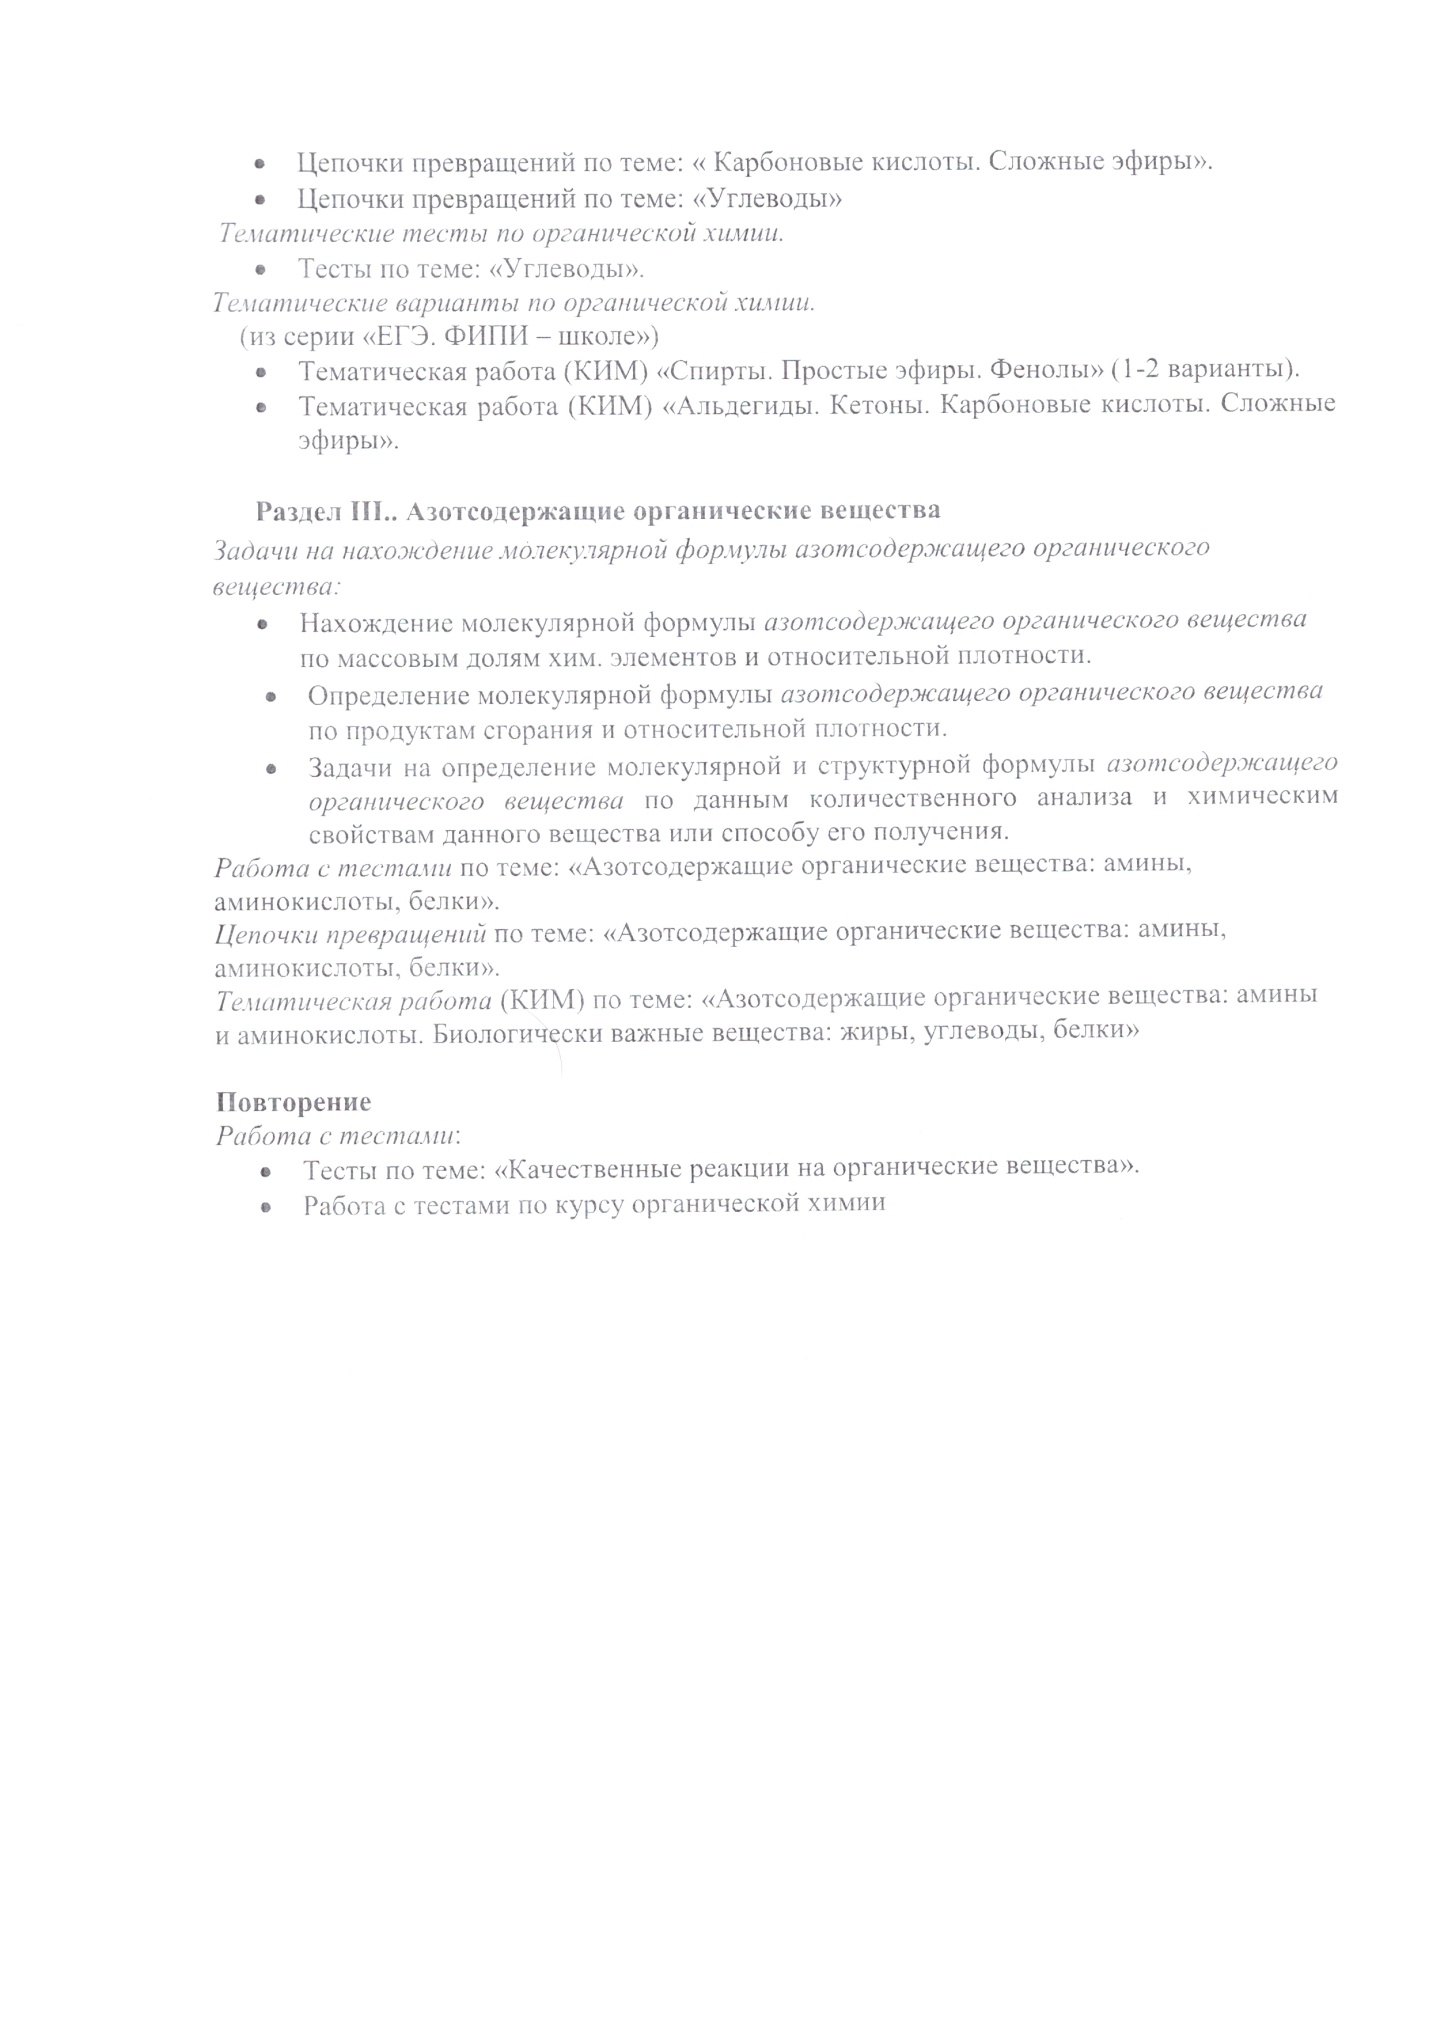 • Цепочки превращений по теме: « Карбоновые кислоты. Сложные эфиры».
• Цепочки превращений по теме: «Углеводы»
Тематические тесты по органической химии.
• Тесты по теме: «Углеводы».
Тематические варианты по органической химии.
(из серии «ЕГЭ. ФИПИ – школе»)
• Тематическая работа (КИМ) «Спирты. Простые эфиры. Фенолы» (1-2 варианты).
• Тематическая работа (КИМ) «Альдегиды. Кетоны. Карбоновые кислоты. Сложные
эфиры».
Раздел III.. Азотсодержащие органические вещества
Задачи на нахождение молекулярной формулы азотсодержащего органического
вещества:
• Нахождение молекулярной формулы азотсодержащего органического вещества
по массовым долям хим. элементов и относительной плотности.
• Определение молекулярной формулы азотсодержащего органического вещества
по продуктам сгорания и относительной плотности.
• Задачи на определение молекулярной и структурной формулы азотсодержащего
органического вещества по данным количественного анализа и химическим
свойствам данного вещества или способу его получения.
Работа с тестами по теме: «Азотсодержащие органические вещества: амины,
аминокислоты, белки».
Цепочки превращений по теме: «Азотсодержащие органические вещества: амины,
аминокислоты, белки».
Тематическая работа (КИМ) по теме: «Азотсодержащие органические вещества: амины
и аминокислоты. Биологически важные вещества: жиры, углеводы, белки»
Повторение
Работа с тестами:
• Тесты по теме: «Качественные реакции на органические вещества».
• Работа с тестами по курсу органической химии